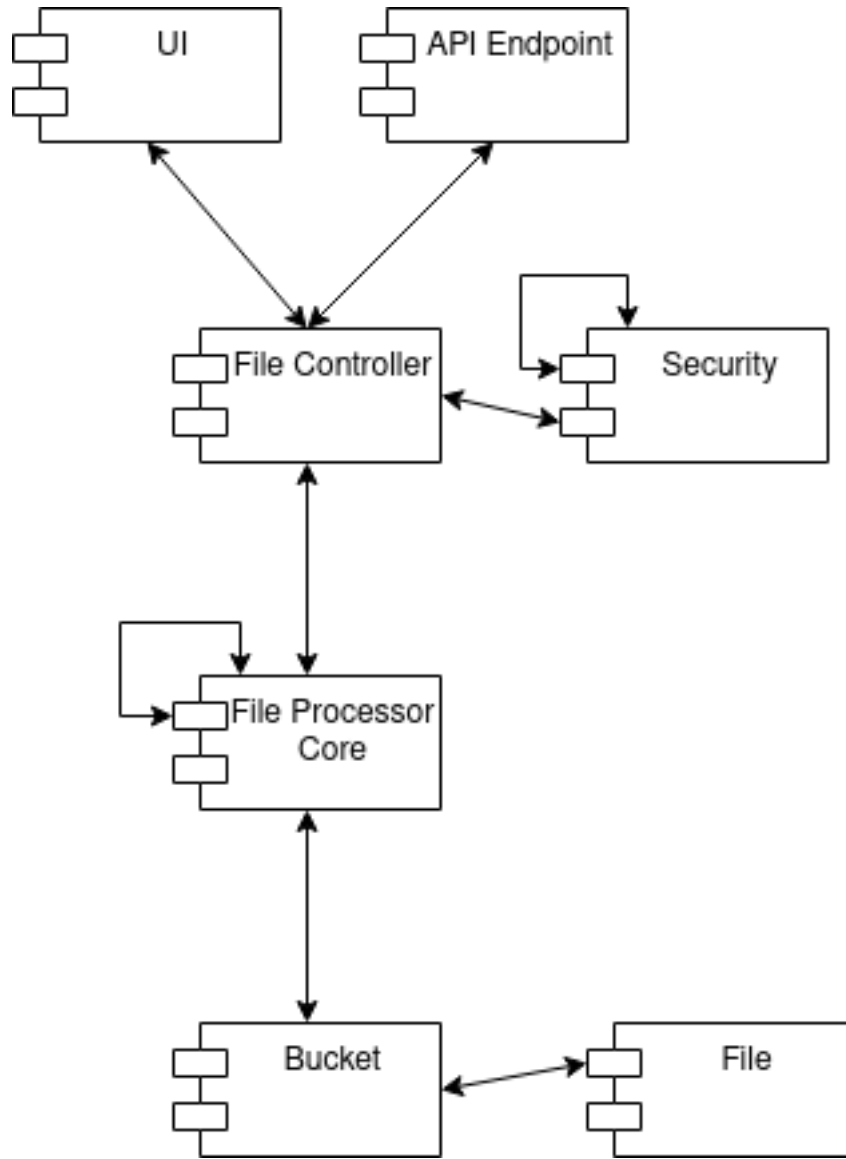 UI
API Endpoint
File Controller
Security
File Processor
Core
Bucket
File